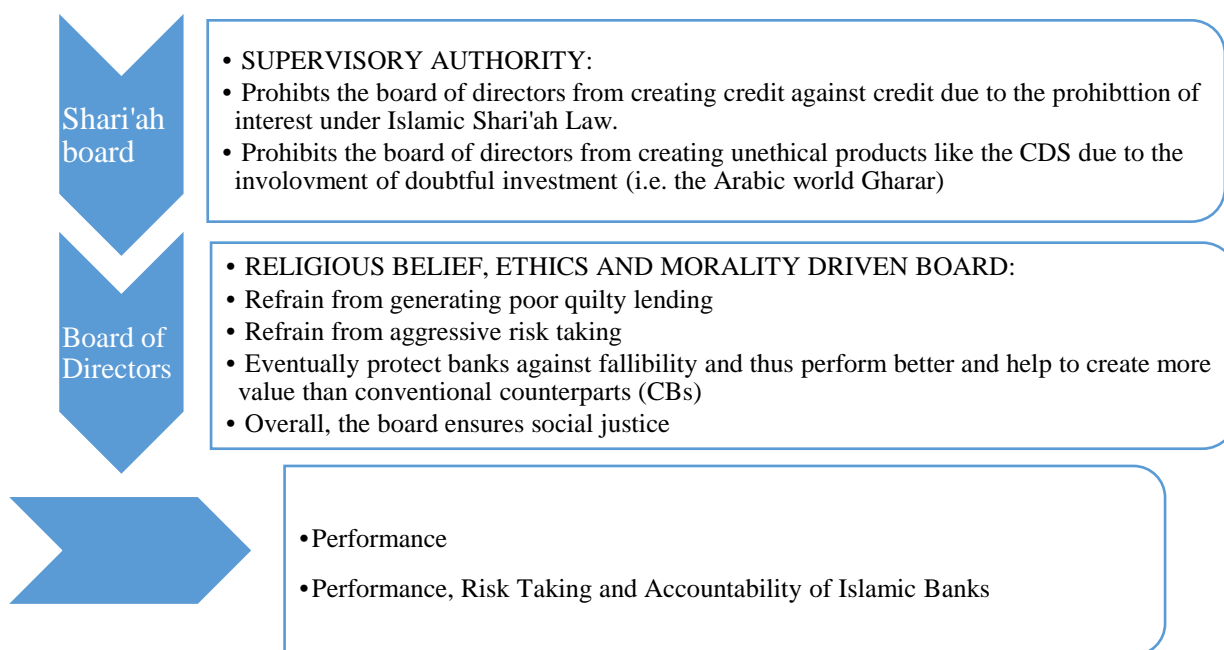 Shari'ah
board
• SUPERVISORY AUTHORITY:
• Prohibts the board of directors from creating credit against credit due to the prohibttion of
interest under Islamic Shari'ah Law.
• Prohibits the board of directors from creating unethical products like the CDS due to the
involovment of doubtful investment (i.e. the Arabic world Gharar)
Board of
Directors
• RELIGIOUS BELIEF, ETHICS AND MORALITY DRIVEN BOARD:
• Refrain from generating poor quilty lending
• Refrain from aggressive risk taking
• Eventually protect banks against fallibility and thus perform better and help to create more
value than conventional counterparts (CBs)
• Overall, the board ensures social justice
•Performance
•Performance, Risk Taking and Accountability of Islamic Banks